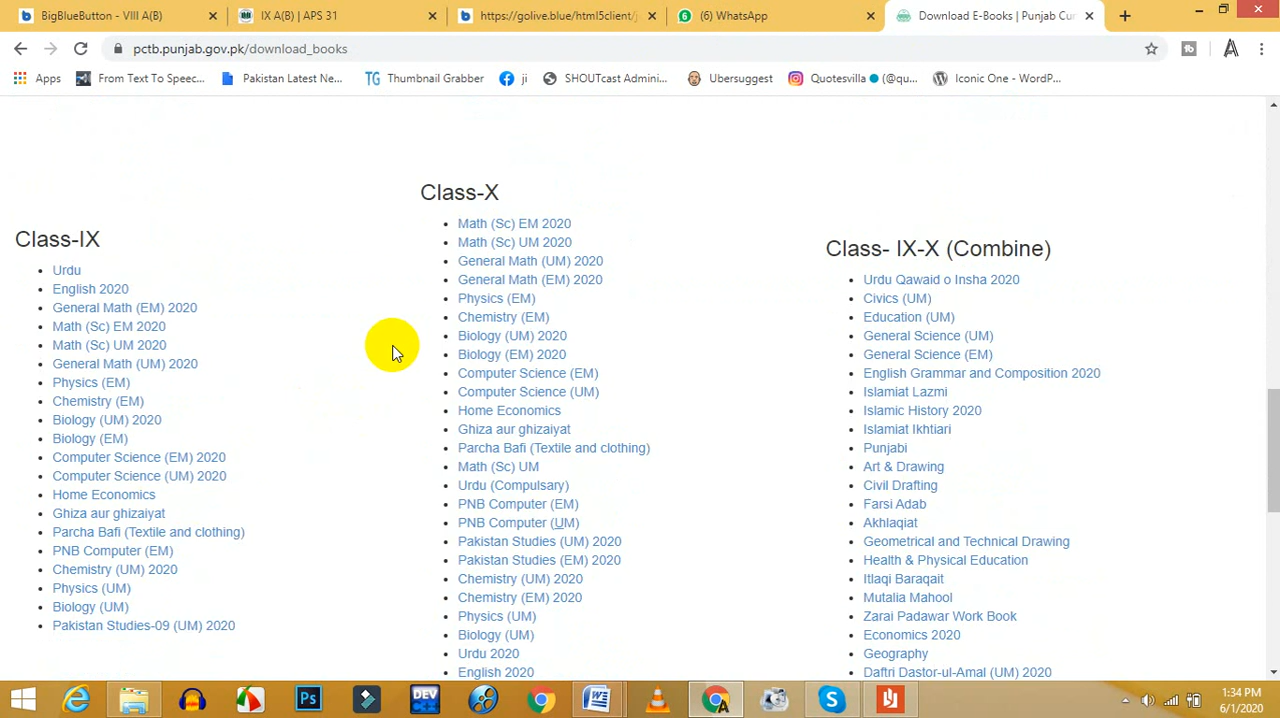 BigBlueButton - VIII A(B)
IX A(B) | APS 31
https://golive.blue/html5client/j
(6) WhatsApp
Download E-Books | Punjab Cur
pctb.punjab.gov.pk/download_books
Apps
From Text To Speec...
Pakistan Latest Ne...
TG Thumbnail Grabber
ji
SHOUTcast Admini...
Ubersuggest
Quotesvilla (@qu...
Iconic One - WordP...
Class-IX
Urdu
English 2020
General Math (EM) 2020
Math (Sc) EM 2020
Math (Sc) UM 2020
General Math (UM) 2020
Physics (EM)
Chemistry (EM)
Biology (UM) 2020
Biology (EM)
Computer Science (EM) 2020
Computer Science (UM) 2020
Home Economics
Ghiza aur ghizaiyat
Parcha Bafi (Textile and clothing)
PNB Computer (EM)
Chemistry (UM) 2020
Physics (UM)
Biology (UM)
Pakistan Studies-09 (UM) 2020
Class-X
Math (Sc) EM 2020
Math (Sc) UM 2020
General Math (UM) 2020
General Math (EM) 2020
Physics (EM)
Chemistry (EM)
Biology (UM) 2020
Biology (EM) 2020
Computer Science (EM)
Computer Science (UM)
Home Economics
Ghiza aur ghizaiyat
Parcha Bafi (Textile and clothing)
Math (Sc) UM
Urdu (Compulsary)
PNB Computer (EM)
PNB Computer (UM)
Pakistan Studies (UM) 2020
Pakistan Studies (EM) 2020
Chemistry (UM) 2020
Chemistry (EM) 2020
Physics (UM)
Biology (UM)
Urdu 2020
English 2020
Class- IX-X (Combine)
Urdu Qawaid o Insha 2020
Civics (UM)
Education (UM)
General Science (UM)
General Science (EM)
English Grammar and Composition 2020
Islamiat Lazmi
Islamic History 2020
Islamiat Ikhtiari
Punjabi
Art & Drawing
Civil Drafting
Farsi Adab
Akhlaqiat
Geometrical and Technical Drawing
Health & Physical Education
Itlaqi Baraqait
Mutalia Mahool
Zarai Padawar Work Book
Economics 2020
Geography
Daftri Dastor-ul-Amal (UM) 2020
Ps
DEV
1:34 PM
6/1/2020